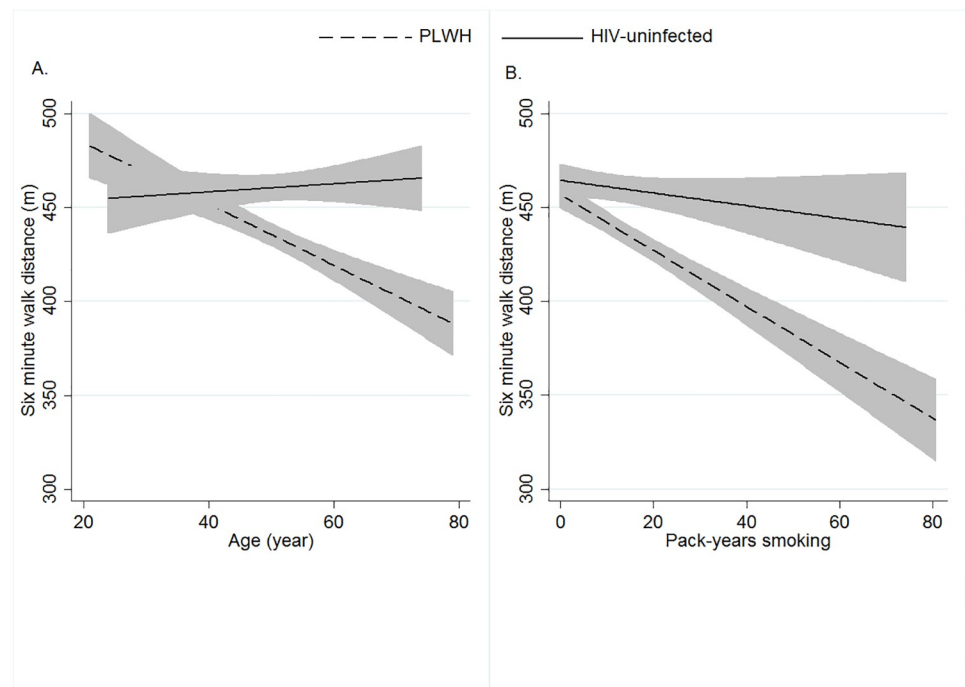 PLWH HIV-uninfected
A.
B.
Six minute walk distance (m)
500
450
400
350
300
20 40 60 80
Age (year)
Six minute walk distance (m)
500
450
400
350
300
0 20 40 60 80
Pack-years smoking